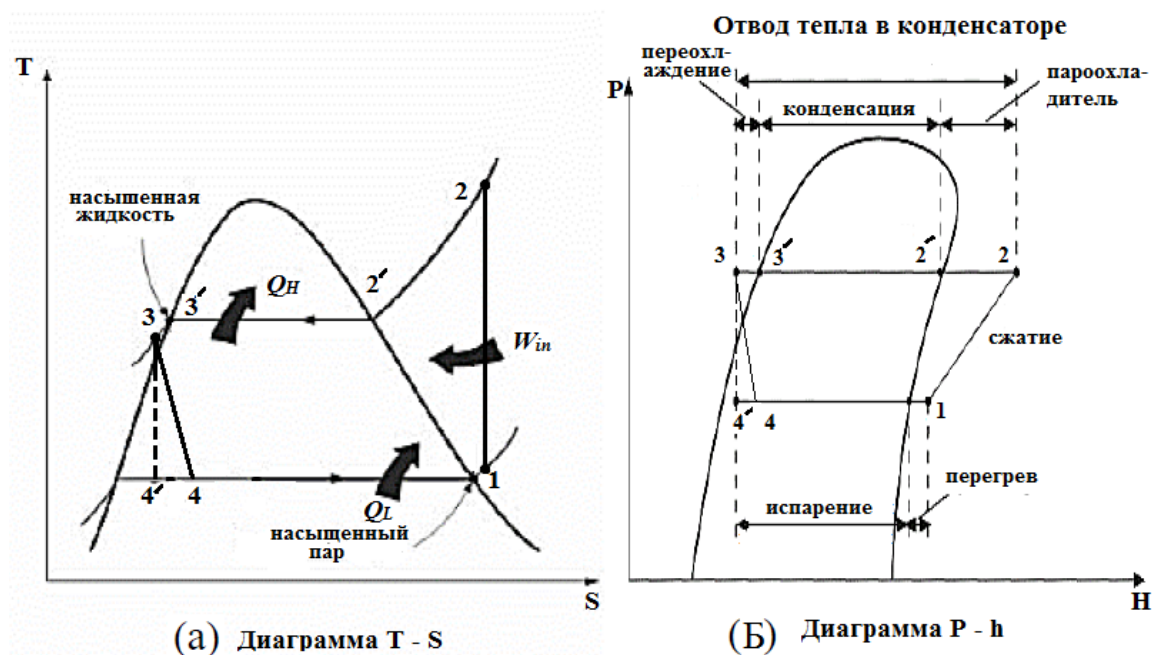 T
насышенная
жидкость
2
3
3′
Q_H
2′
W_in
4′
4
Q_L
1
насыщенный
пар
S
(а) Диаграмма T - S
Отвод тепла в конденсаторе
переохл-
аждение
пароохла-
дитель
P
конденсация
3
3′
2′
2
сжатие
4′
4
1
перегрев
испарение
H
(Б) Диаграмма P - h